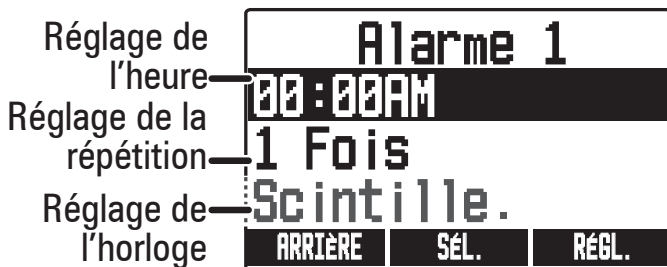 Réglage de
l'heure
Réglage de la
répétition
Réglage de
l'horloge
Alarme 1
00:00AM
1 Fois
Scintille.
ARRIÈRE SÉL. RÉGL.